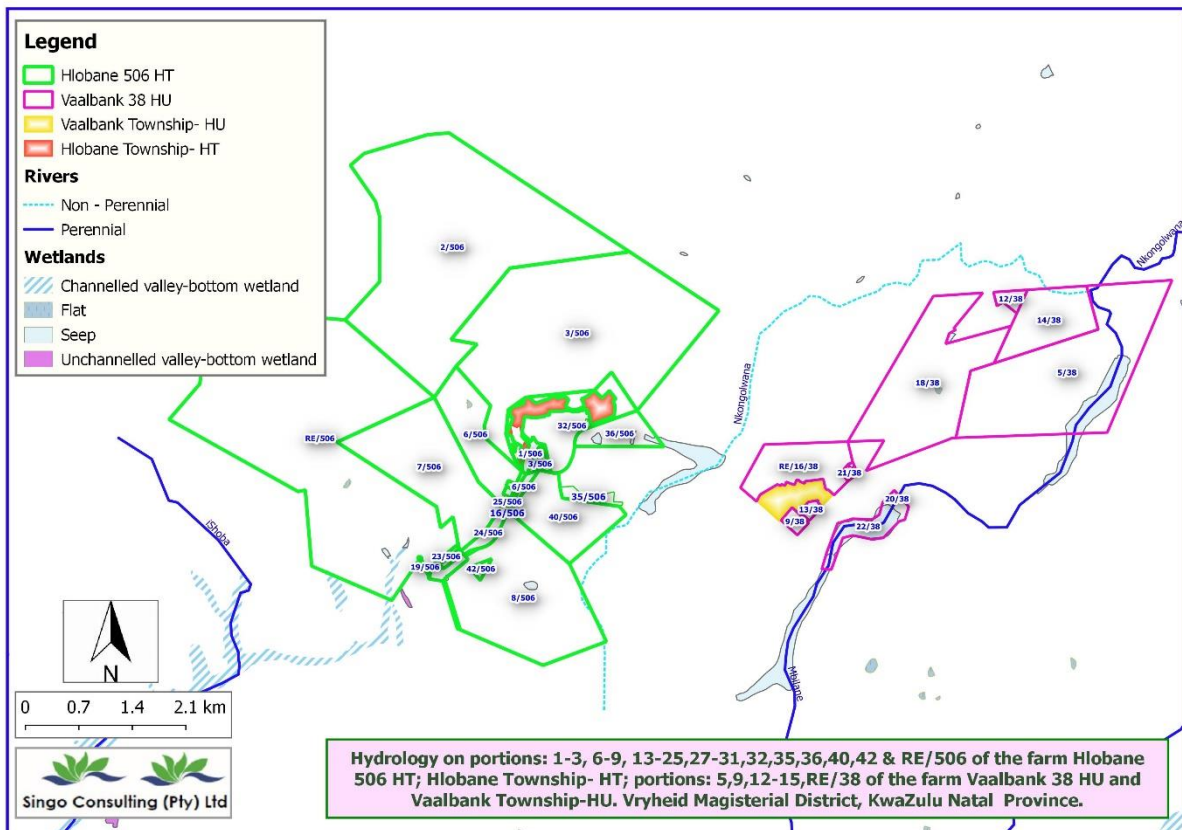 Legend
Hlobane 506 HT
Vaalbank 38 HU
Vaalbank Township- HU
Hlobane Township- HT
Rivers
Non - Perennial
Perennial
Wetlands
Channelled valley-bottom wetland
Flat
Seep
Unchannelled valley-bottom wetland
2/506
3/506
Nkongolwana
12/38
14/38
5/38
18/38
Nkongolwana
32/506
36/506
RE/506
6/506
1/506
3/506
7/506
6/506
25/506
16/506
35/506
40/506
24/506
RE/16/38
21/38
13/38
9/38
20/38
22/38
iShoba
23/506
19/506
42/506
8/506
Mbilane
N
0 0.7 1.4 2.1 km
Singo Consulting (Pty) Ltd
Hydrology on portions: 1-3, 6-9, 13-25,27-31,32,35,36,40,42 & RE/506 of the farm Hlobane
506 HT; Hlobane Township- HT; portions: 5,9,12-15,RE/38 of the farm Vaalbank 38 HU and
Vaalbank Township-HU. Vryheid Magisterial District, KwaZulu Natal Province.